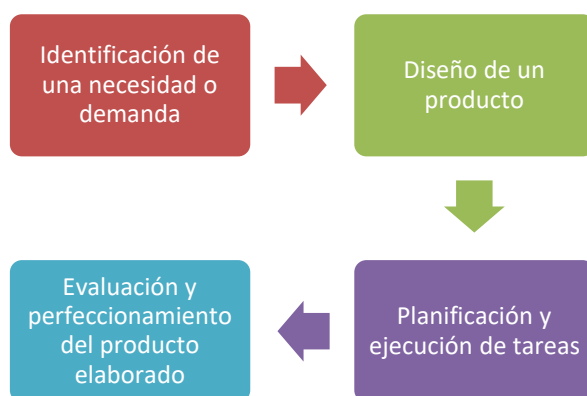 Identificación de
una necesidad o
demanda
Diseño de un
producto
Planificación y
ejecución de tareas
Evaluación y
perfeccionamiento
del producto
elaborado